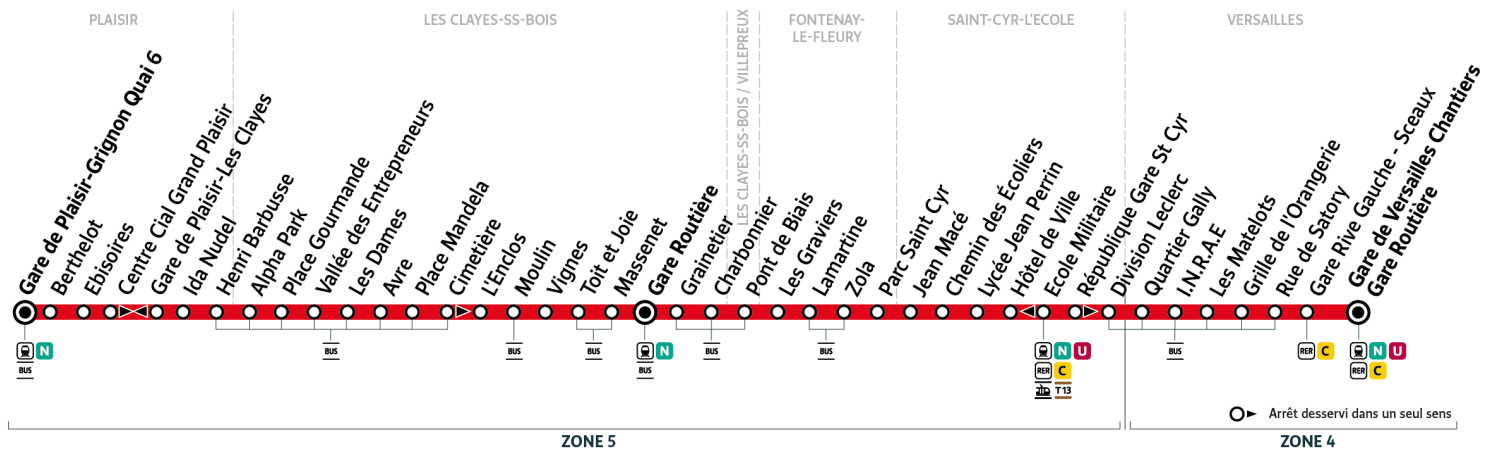 PLAISIR
LES CLAYES-SS-BOIS
LES CLAYES-SS-BOIS / VILLEPREUX
FONTENAY-
LE-FLEURY
SAINT-CYR-L'ECOLE
VERSAILLES
Gare de Plaisir-Grignon Quai 6
Berthelot
Ebisoires
Centre Cial Grand Plaisir
Gare de Plaisir-Les Clayes
Ida Nudel
Henri Barbusse
Alpha Park
Place Gourmande
Vallée des Entrepreneurs
Les Dames
Avre
Place Mandela
Cimetière
L'Enclos
Moulin
Vignes
Toit et Joie
Massenet
Gare Routière
Grainetier
Charbonnier
Pont de Biais
Les Graviers
Lamartine
Zola
Parc Saint Cyr
Jean Macé
Chemin des Écoliers
Lycée Jean Perrin
Hôtel de Ville
Ecole Militaire
République Gare St Cyr
Division Leclerc
Quartier Gally
I.N.R.A.E
Les Matelots
Grille de l'Orangerie
Rue de Satory
Gare Rive Gauche - Sceaux
Gare de Versailles Chantiers
Gare Routière
N
BUS
BUS
BUS
BUS
N
BUS
BUS
BUS
N U
RER C
T13
BUS
RER C
N U
RER C
Arrêt desservi dans un seul sens
ZONE 5
ZONE 4